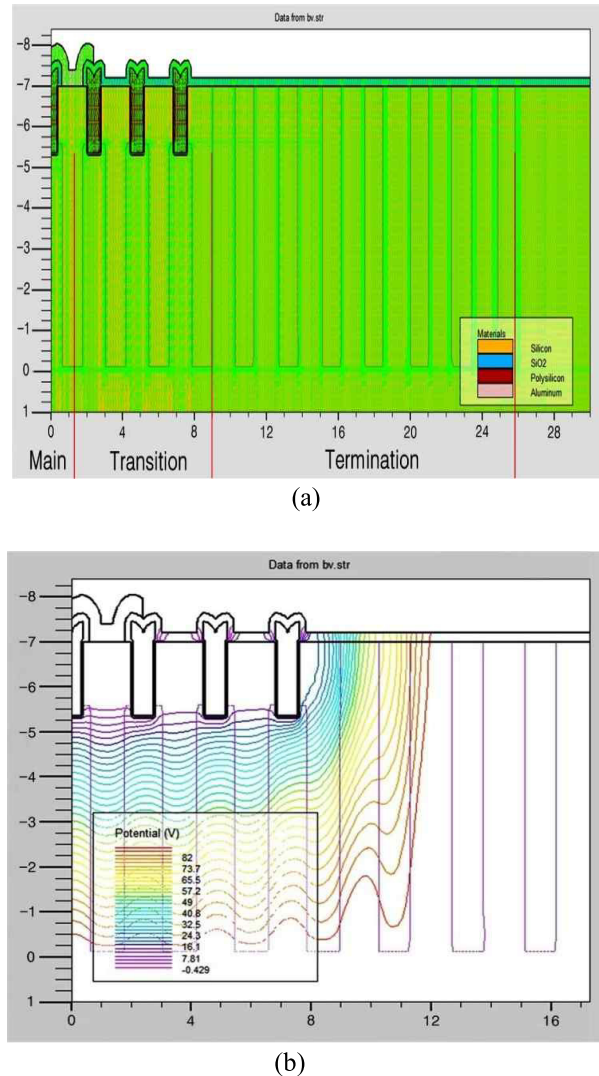 Data from bv.str
-8
-7
-6
-5
-4
-3
-2
-1
0
1
Materials
Silicon
SiO2
Polysilicon
Aluminum
0 4 8 12 16 20 24 28
Main Transition Termination
(a)
Data from bv.str
-8
-7
-6
-5
-4
-3
-2
-1
0
1
Potential (V)
82
73.7
65.5
57.2
49
40.8
32.5
24.3
16.1
7.81
-0.429
0 4 8 12 16
(b)